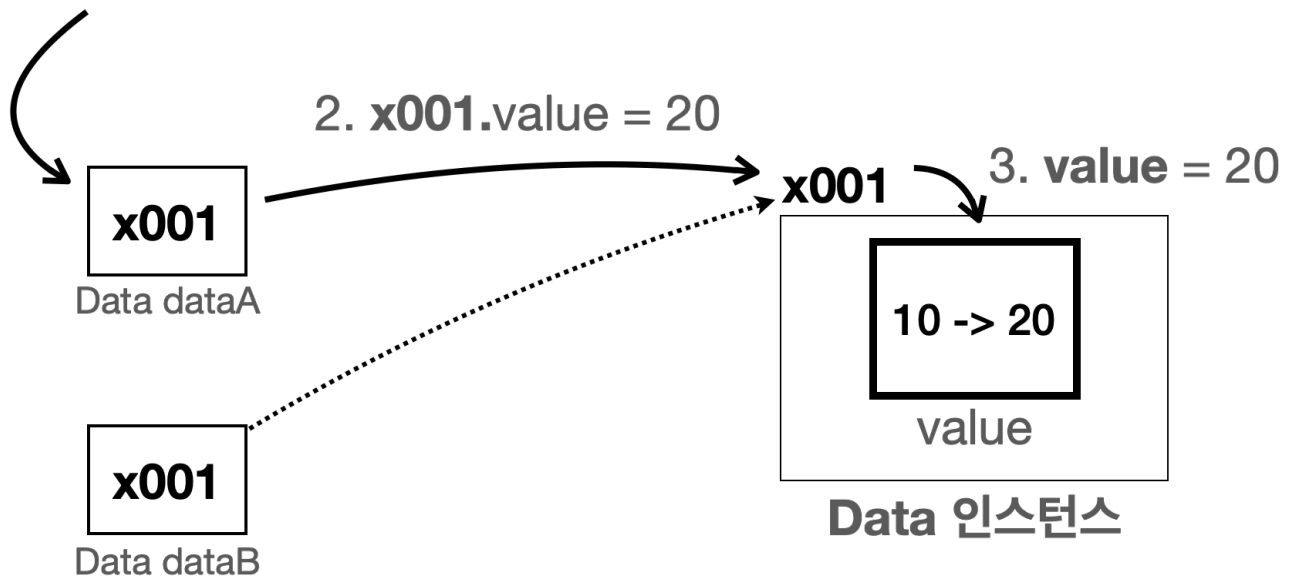 2. x001.value = 20
3. value = 20
x001
x001
Data dataA
10 -> 20
value
x001
Data dataB
Data 인스턴스